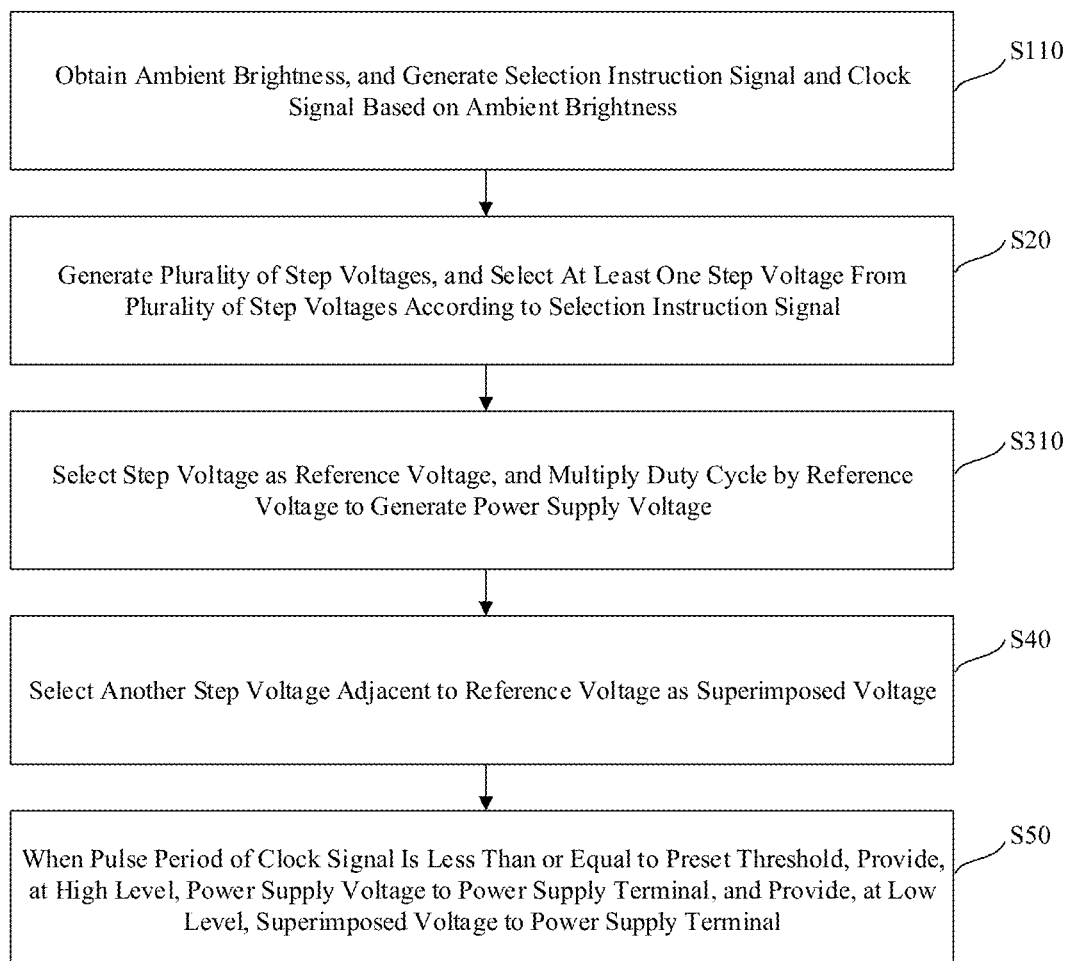 Obtain Ambient Brightness, and Generate Selection Instruction Signal and Clock
Signal Based on Ambient Brightness
S110
Generate Plurality of Step Voltages, and Select At Least One Step Voltage From
Plurality of Step Voltages According to Selection Instruction Signal
S20
Select Step Voltage as Reference Voltage, and Multiply Duty Cycle by Reference
Voltage to Generate Power Supply Voltage
S310
Select Another Step Voltage Adjacent to Reference Voltage as Superimposed Voltage
S40
When Pulse Period of Clock Signal Is Less Than or Equal to Preset Threshold, Provide,
at High Level, Power Supply Voltage to Power Supply Terminal, and Provide, at Low
Level, Superimposed Voltage to Power Supply Terminal
S50